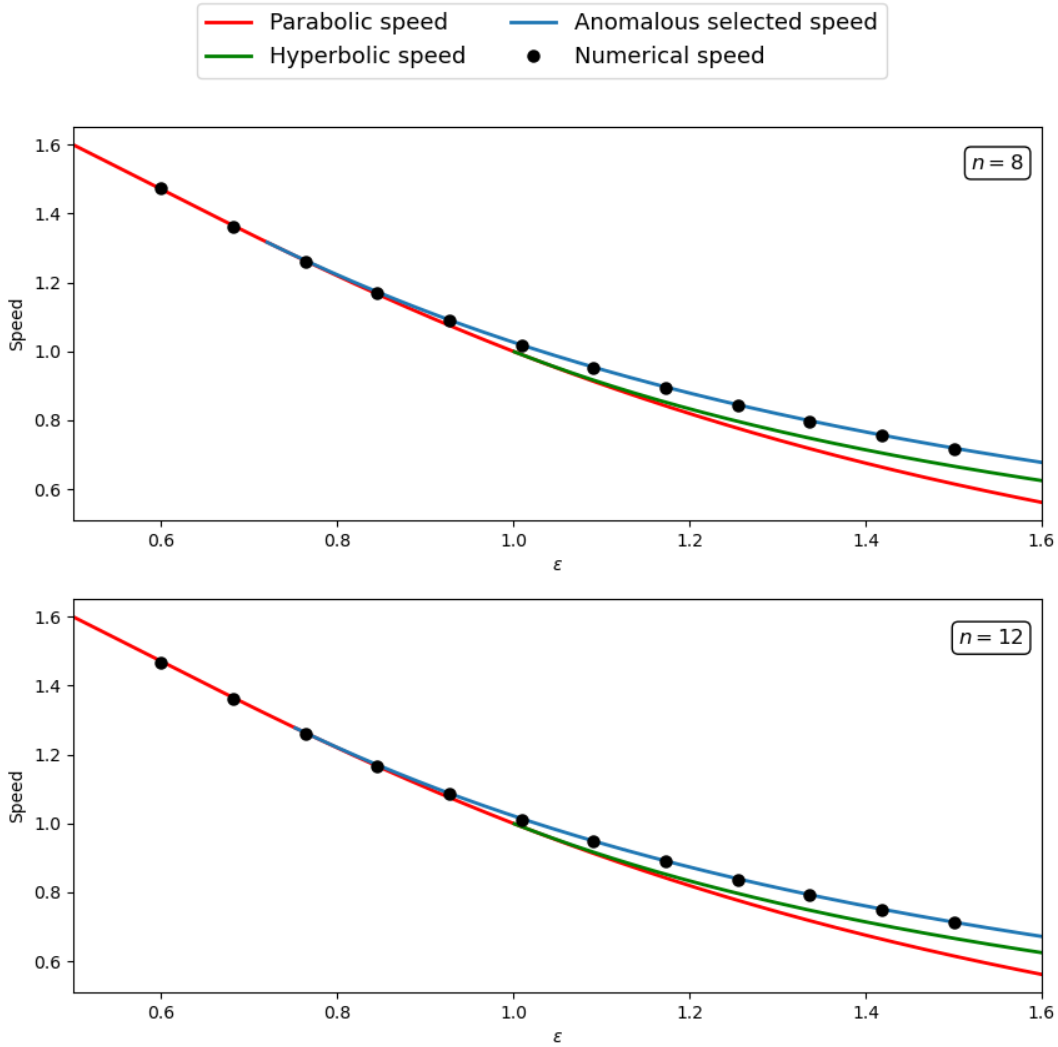 Parabolic speed
Hyperbolic speed
Anomalous selected speed
Numerical speed
n = 8
Speed
1.6
1.4
1.2
1.0
0.8
0.6
0.6 0.8 1.0 1.2 1.4 1.6
ε
n = 12
Speed
1.6
1.4
1.2
1.0
0.8
0.6
0.6 0.8 1.0 1.2 1.4 1.6
ε